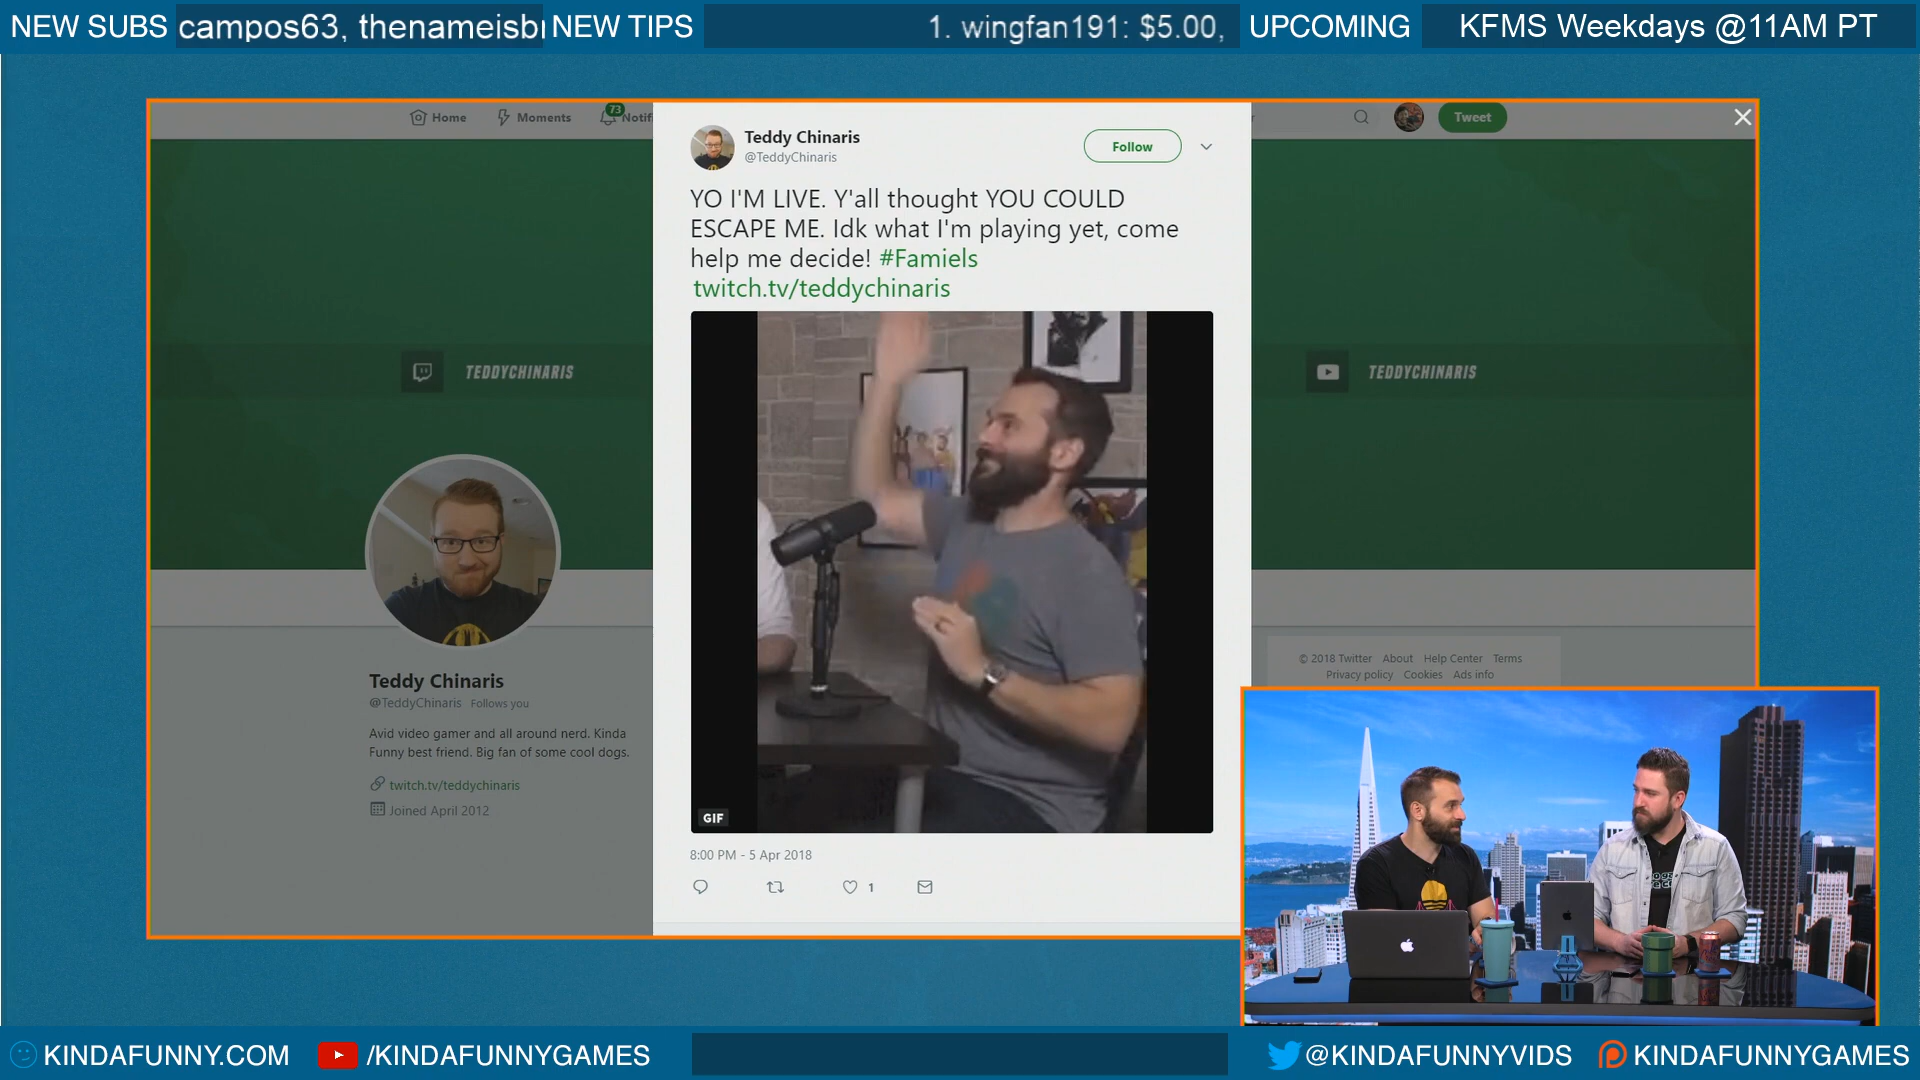 NEW SUBS
campos63, thenameisb
NEW TIPS
1. wingfan191: $5.00,
UPCOMING
KFMS Weekdays @11AM PT
Home
Moments
73
Notif
Tweet
Teddy Chinaris
@TeddyChinaris
Follow
YO I'M LIVE. Y'all thought YOU COULD
ESCAPE ME. Idk what I'm playing yet, come
help me decide! #Famiels
twitch.tv/teddychinaris
TEDDYCHINARIS
TEDDYCHINARIS
GIF
8:00 PM - 5 Apr 2018
1
Teddy Chinaris
@TeddyChinaris Follows you
Avid video gamer and all around nerd. Kinda
Funny best friend. Big fan of some cool dogs.
twitch.tv/teddychinaris
Joined April 2012
© 2018 Twitter About Help Center Terms
Privacy policy Cookies Ads info
KINDAFUNNY.COM
/KINDAFUNNYGAMES
@KINDAFUNNYVIDS
KINDAFUNNYGAMES